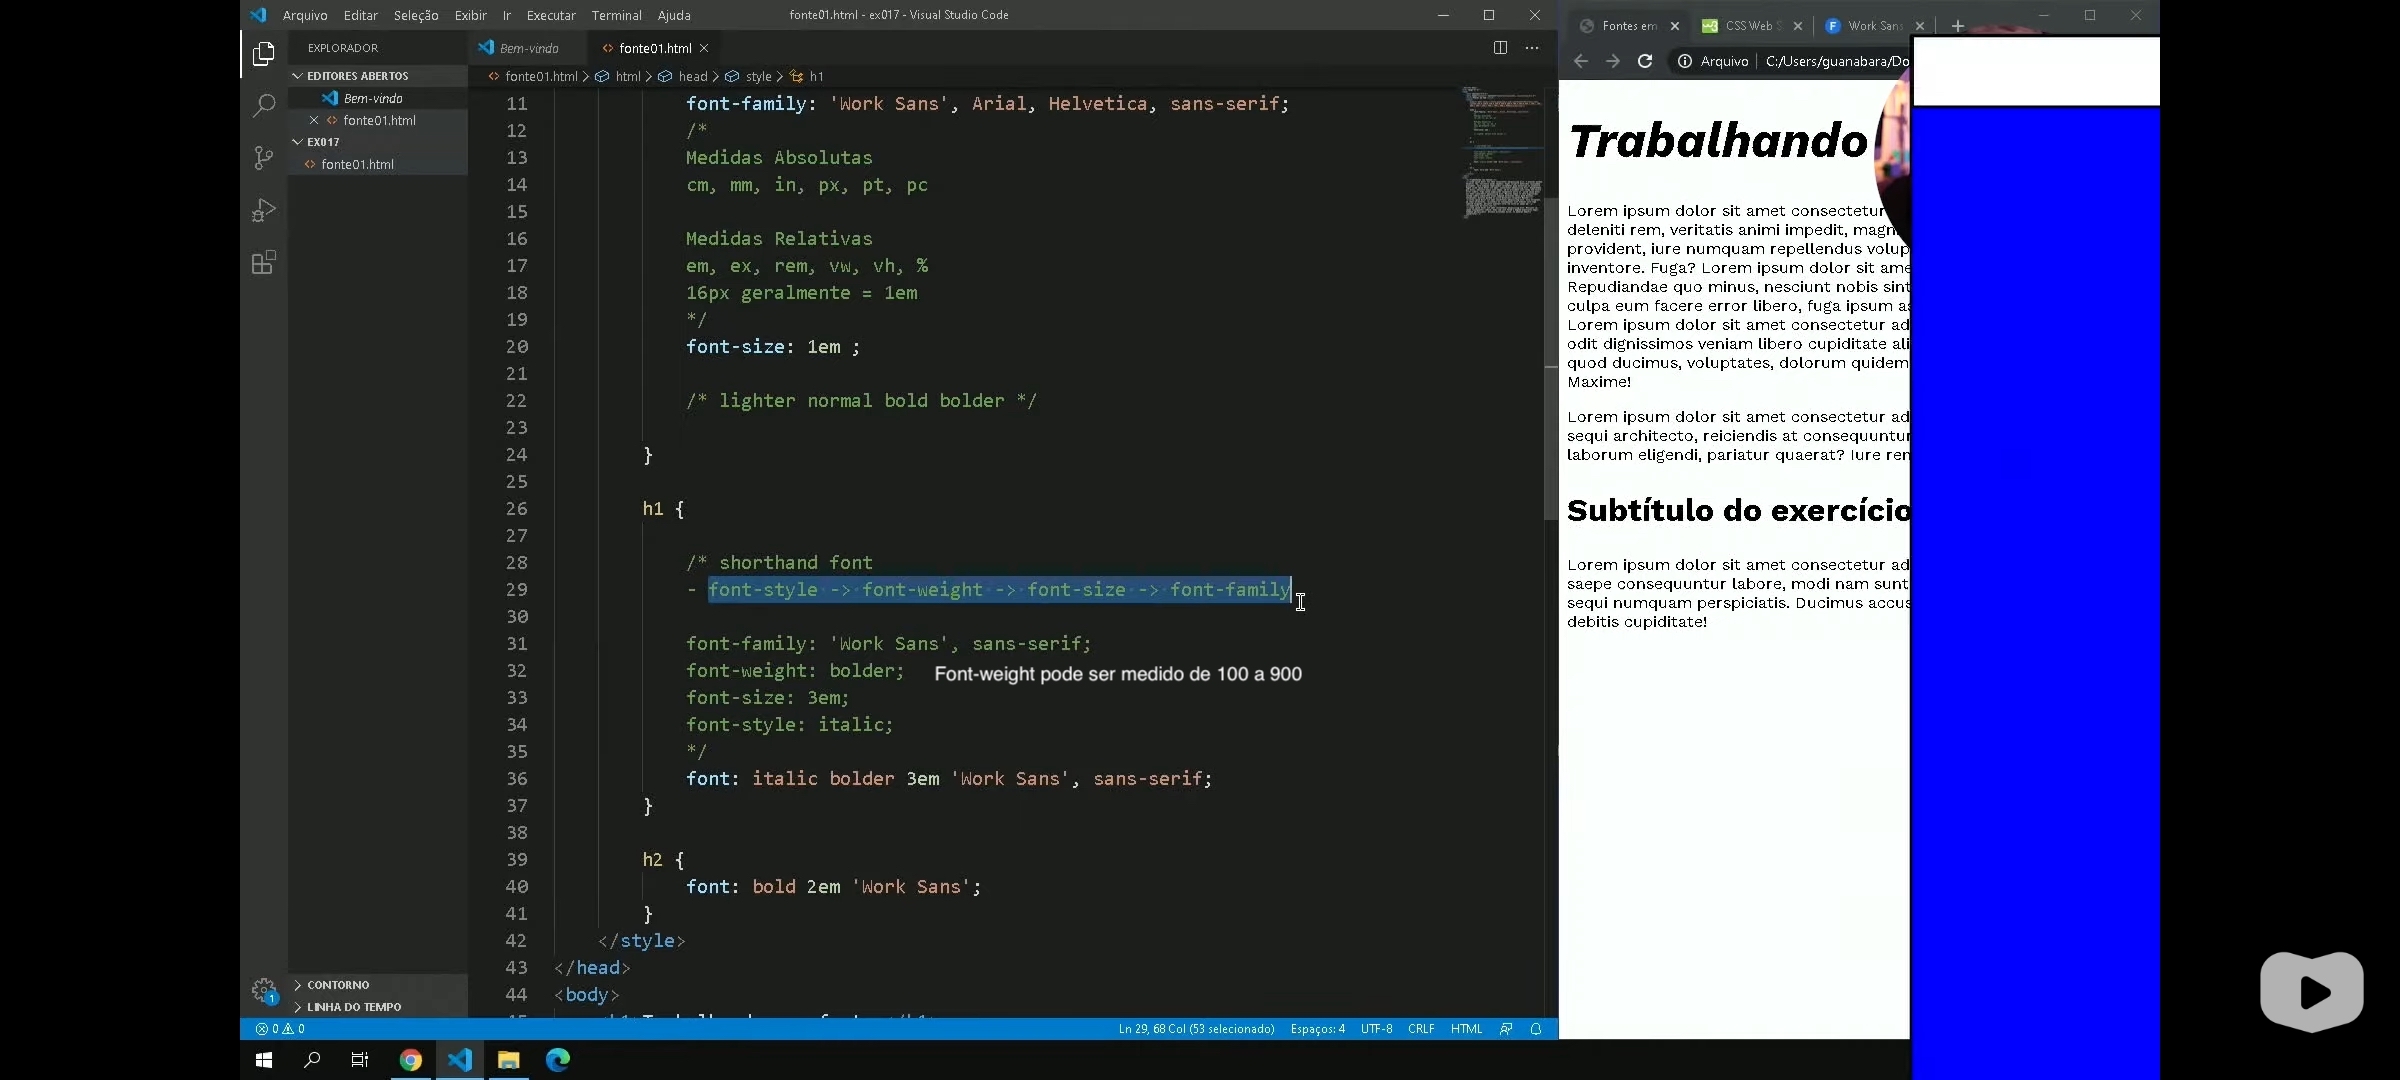 Arquivo Editar Seleção Exibir Ir Executar Terminal Ajuda
fonte01.html - ex017 - Visual Studio Code
EXPLORADOR
EDITORES ABERTOS
Bem-vindo
fonte01.html
EX017
fonte01.html
CONTORNO
LINHA DO TEMPO
Bem-vindo fonte01.html
fonte01.html > html > head > style > h1
11 font-family: 'Work Sans', Arial, Helvetica, sans-serif;
12 /*
13 Medidas Absolutas
14 cm, mm, in, px, pt, pc
15
16 Medidas Relativas
17 em, ex, rem, vw, vh, %
18 16px geralmente = 1em
19 */
20 font-size: 1em ;
21
22 /* lighter normal bold bolder */
23
24 }
25
26 h1 {
27
28 /* shorthand font
29 - font-style -> font-weight -> font-size -> font-family
30
31 font-family: 'Work Sans', sans-serif;
32 font-weight: bolder;
Font-weight pode ser medido de 100 a 900
33 font-size: 3em;
34 font-style: italic;
35 */
36 font: italic bolder 3em 'Work Sans', sans-serif;
37 }
38
39 h2 {
40 font: bold 2em 'Work Sans';
41 }
42 </style>
43 </head>
44 <body>
0 0
Ln 29, 68 Col (53 selecionado) Espaços: 4 UTF-8 CRLF HTML
1
Fontes em CSS Web S Work Sans
Arquivo C:/Users/guanabara/Do
Trabalhando
Lorem ipsum dolor sit amet consectetur
deleniti rem, veritatis animi impedit, magn
provident, iure numquam repellendus volup
inventore. Fuga? Lorem ipsum dolor sit ame
Repudiandae quo minus, nesciunt nobis sint
culpa eum facere error libero, fuga ipsum as
Lorem ipsum dolor sit amet consectetur ad
odit dignissimos veniam libero cupiditate ali
quod ducimus, voluptates, dolorum quidem
Maxime!
Lorem ipsum dolor sit amet consectetur ad
sequi architecto, reiciendis at consequuntur
laborum eligendi, pariatur quaerat? Iure rem
Subtítulo do exercício
Lorem ipsum dolor sit amet consectetur ad
saepe consequuntur labore, modi nam sunt
sequi numquam perspiciatis. Ducimus accus
debitis cupiditate!